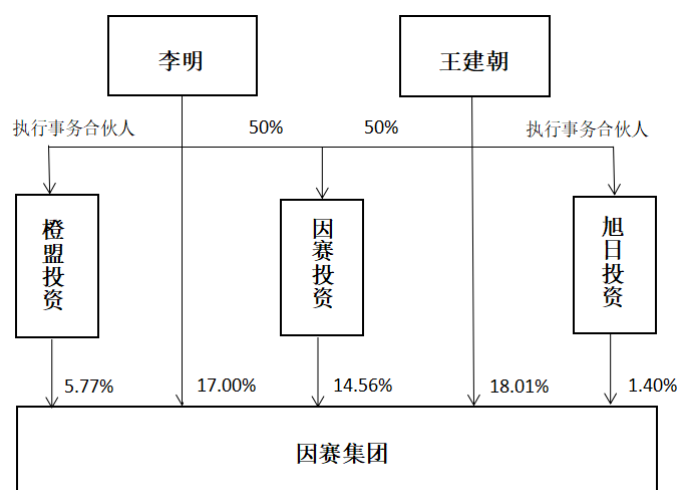 李明
王建朝
执行事务合伙人
50%
50%
执行事务合伙人
橙盟投资
因赛投资
旭日投资
5.77%
17.00%
14.56%
18.01%
1.40%
因赛集团